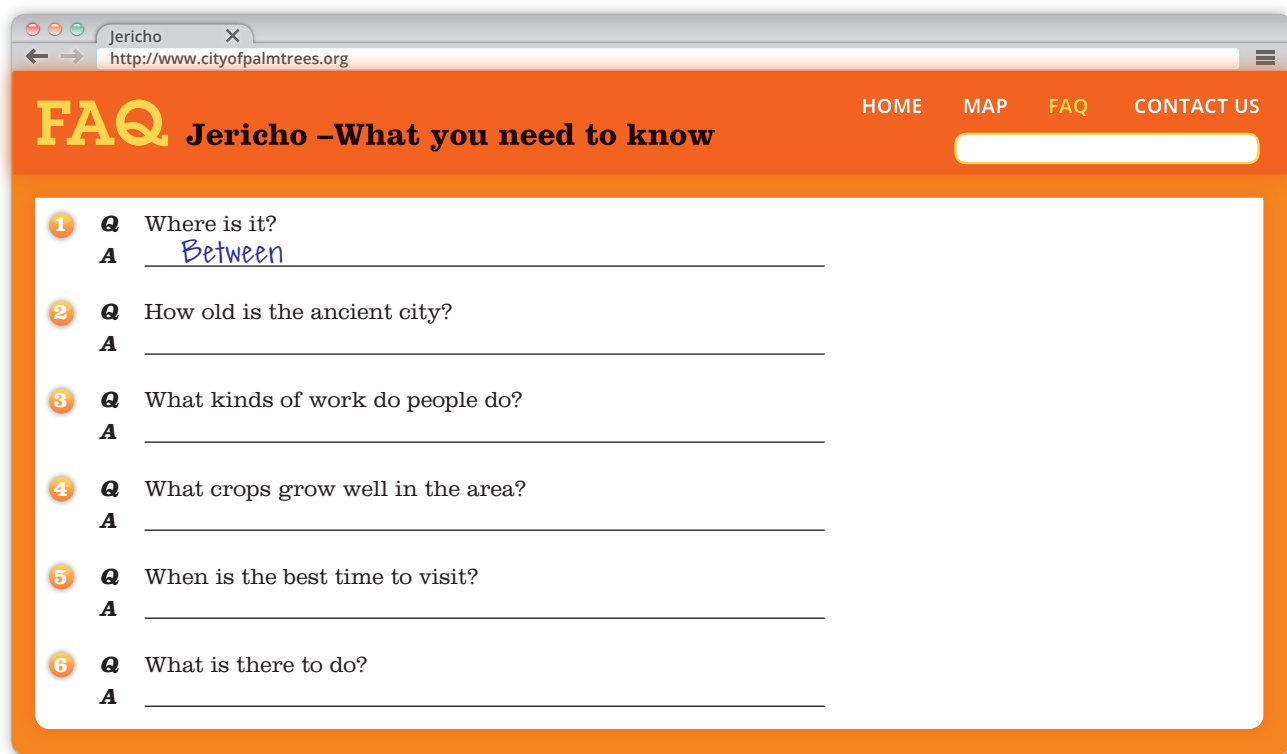 Jericho
http://www.cityofpalmtrees.org
FAQ Jericho –What you need to know
HOME MAP FAQ CONTACT US
1 Q Where is it?
A Between
2 Q How old is the ancient city?
A
3 Q What kinds of work do people do?
A
4 Q What crops grow well in the area?
A
5 Q When is the best time to visit?
A
6 Q What is there to do?
A